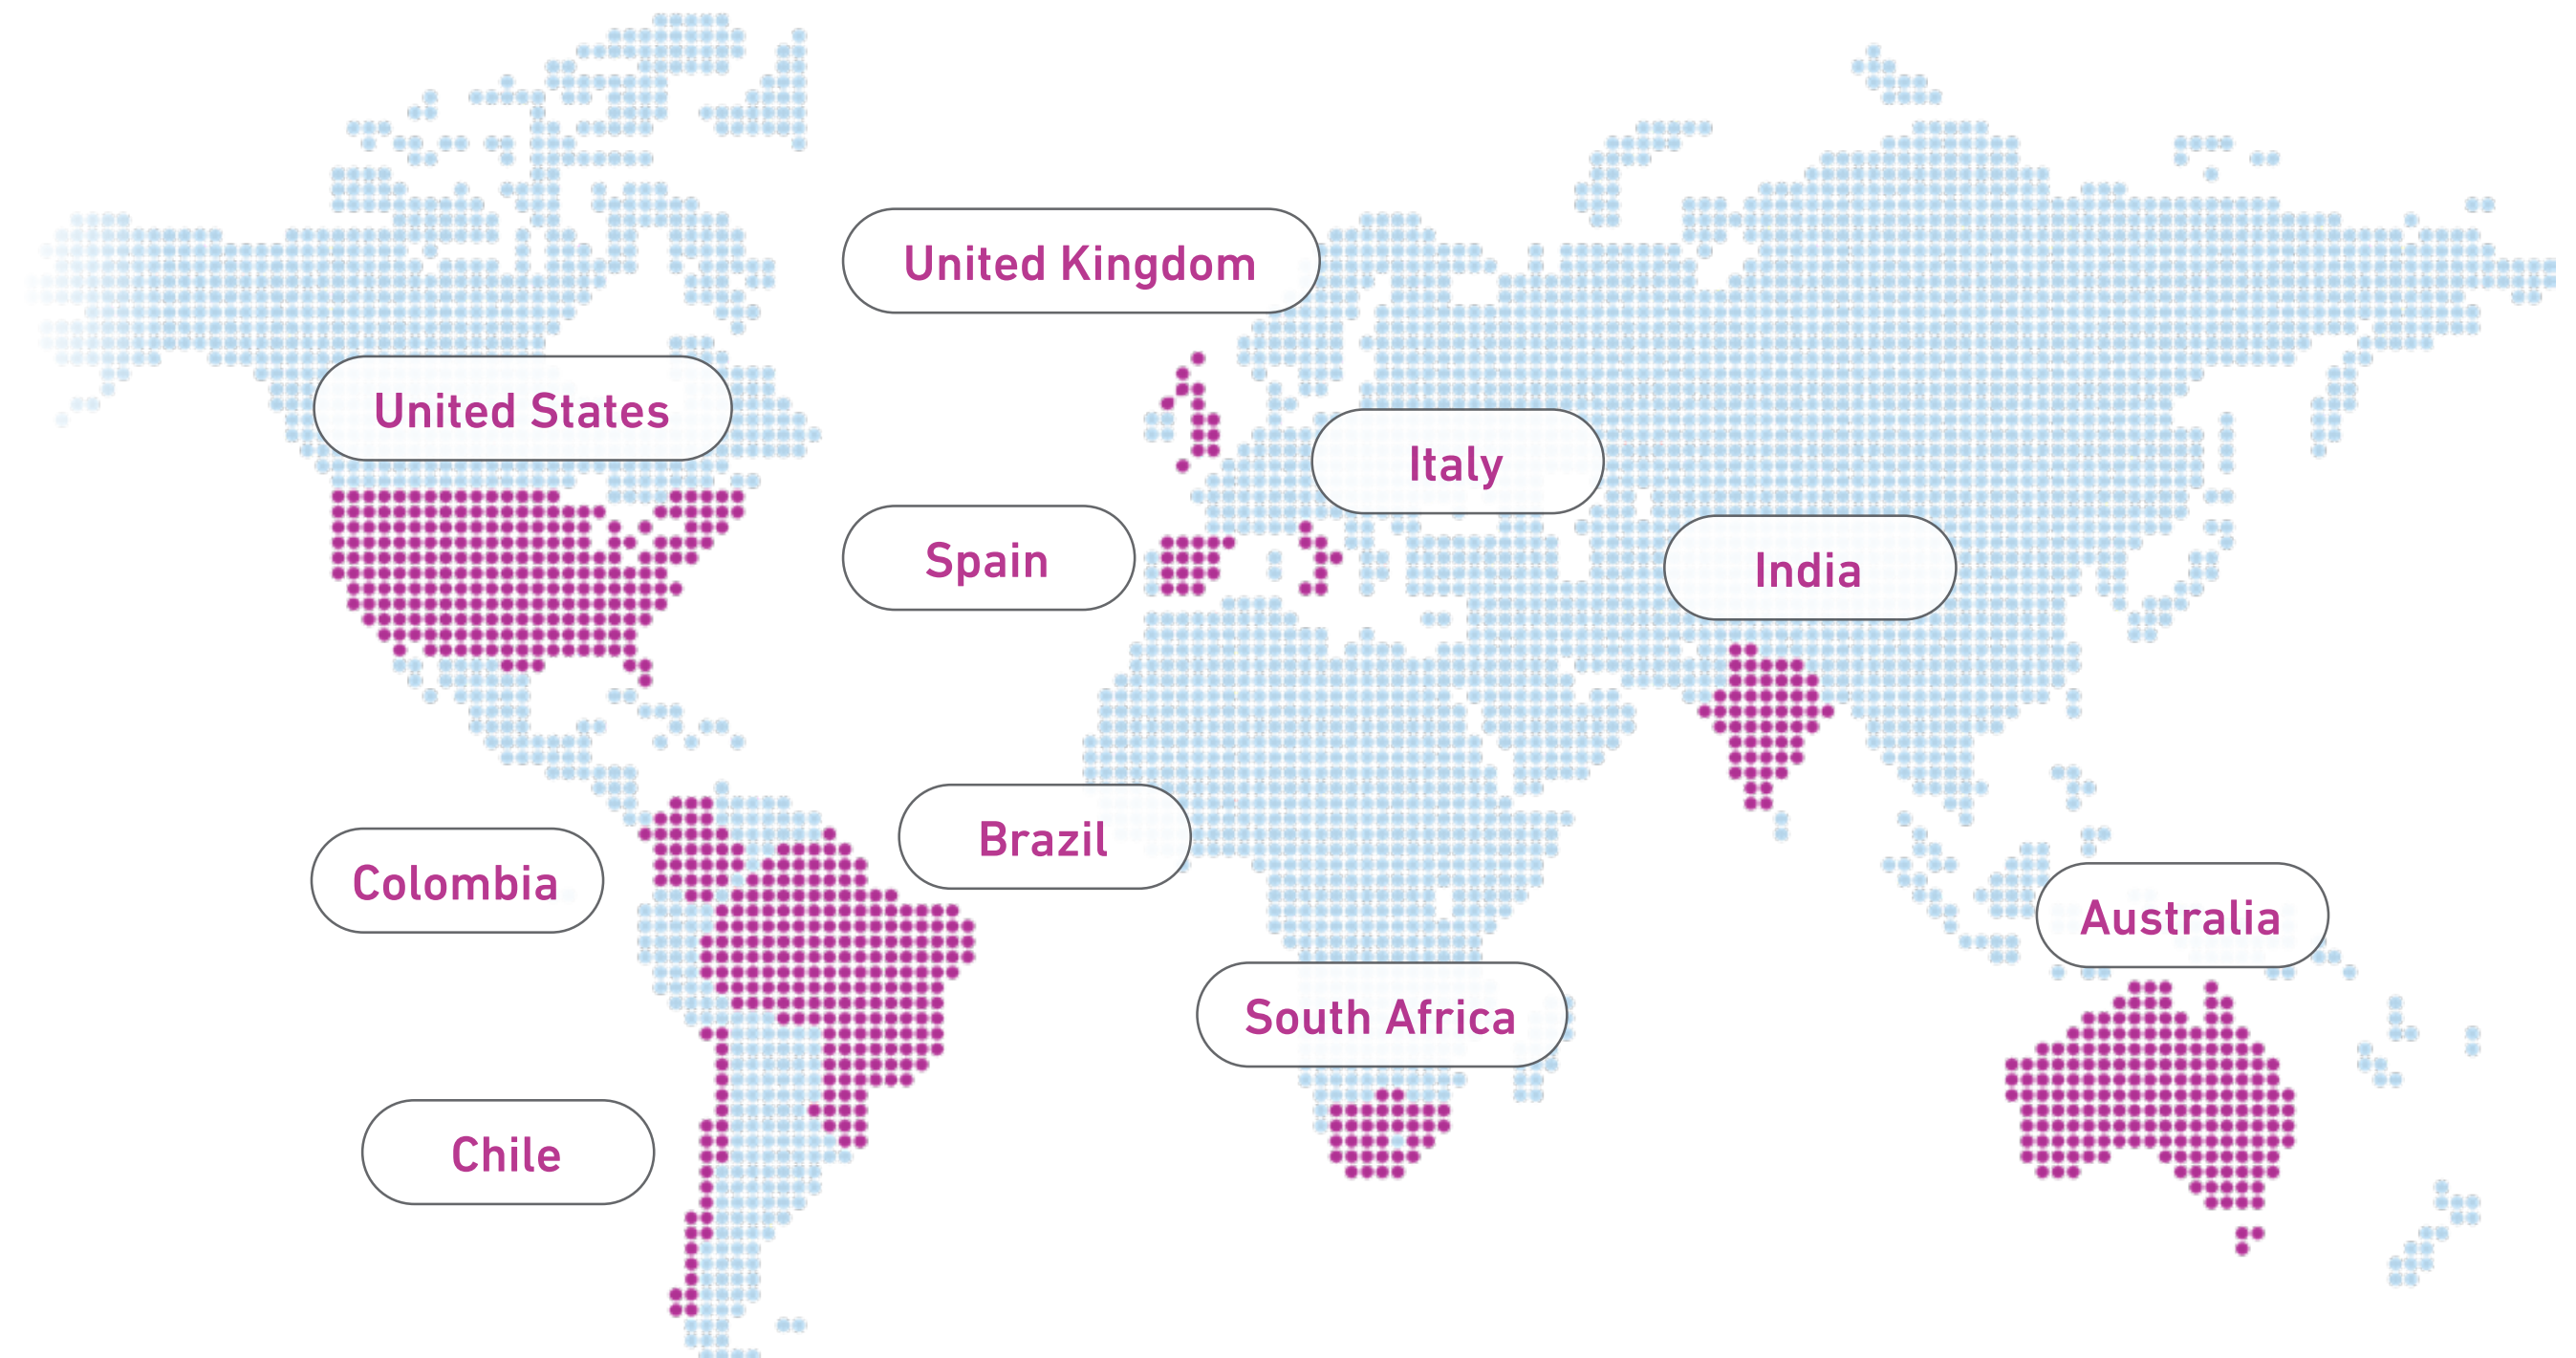 United Kingdom
United States
Italy
Spain
India
Brazil
Colombia
Australia
South Africa
Chile